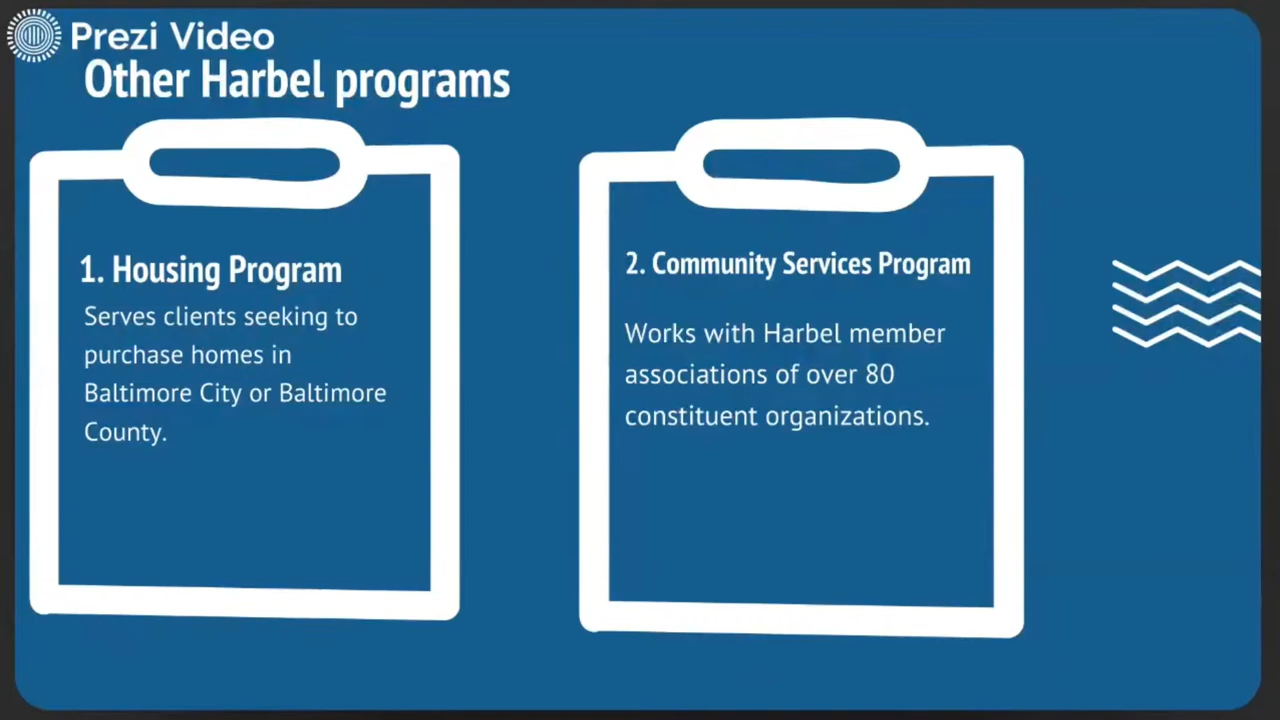 Prezi Video
Other Harbel programs
1. Housing Program
Serves clients seeking to
purchase homes in
Baltimore City or Baltimore
County.
2. Community Services Program
Works with Harbel member
associations of over 80
constituent organizations.